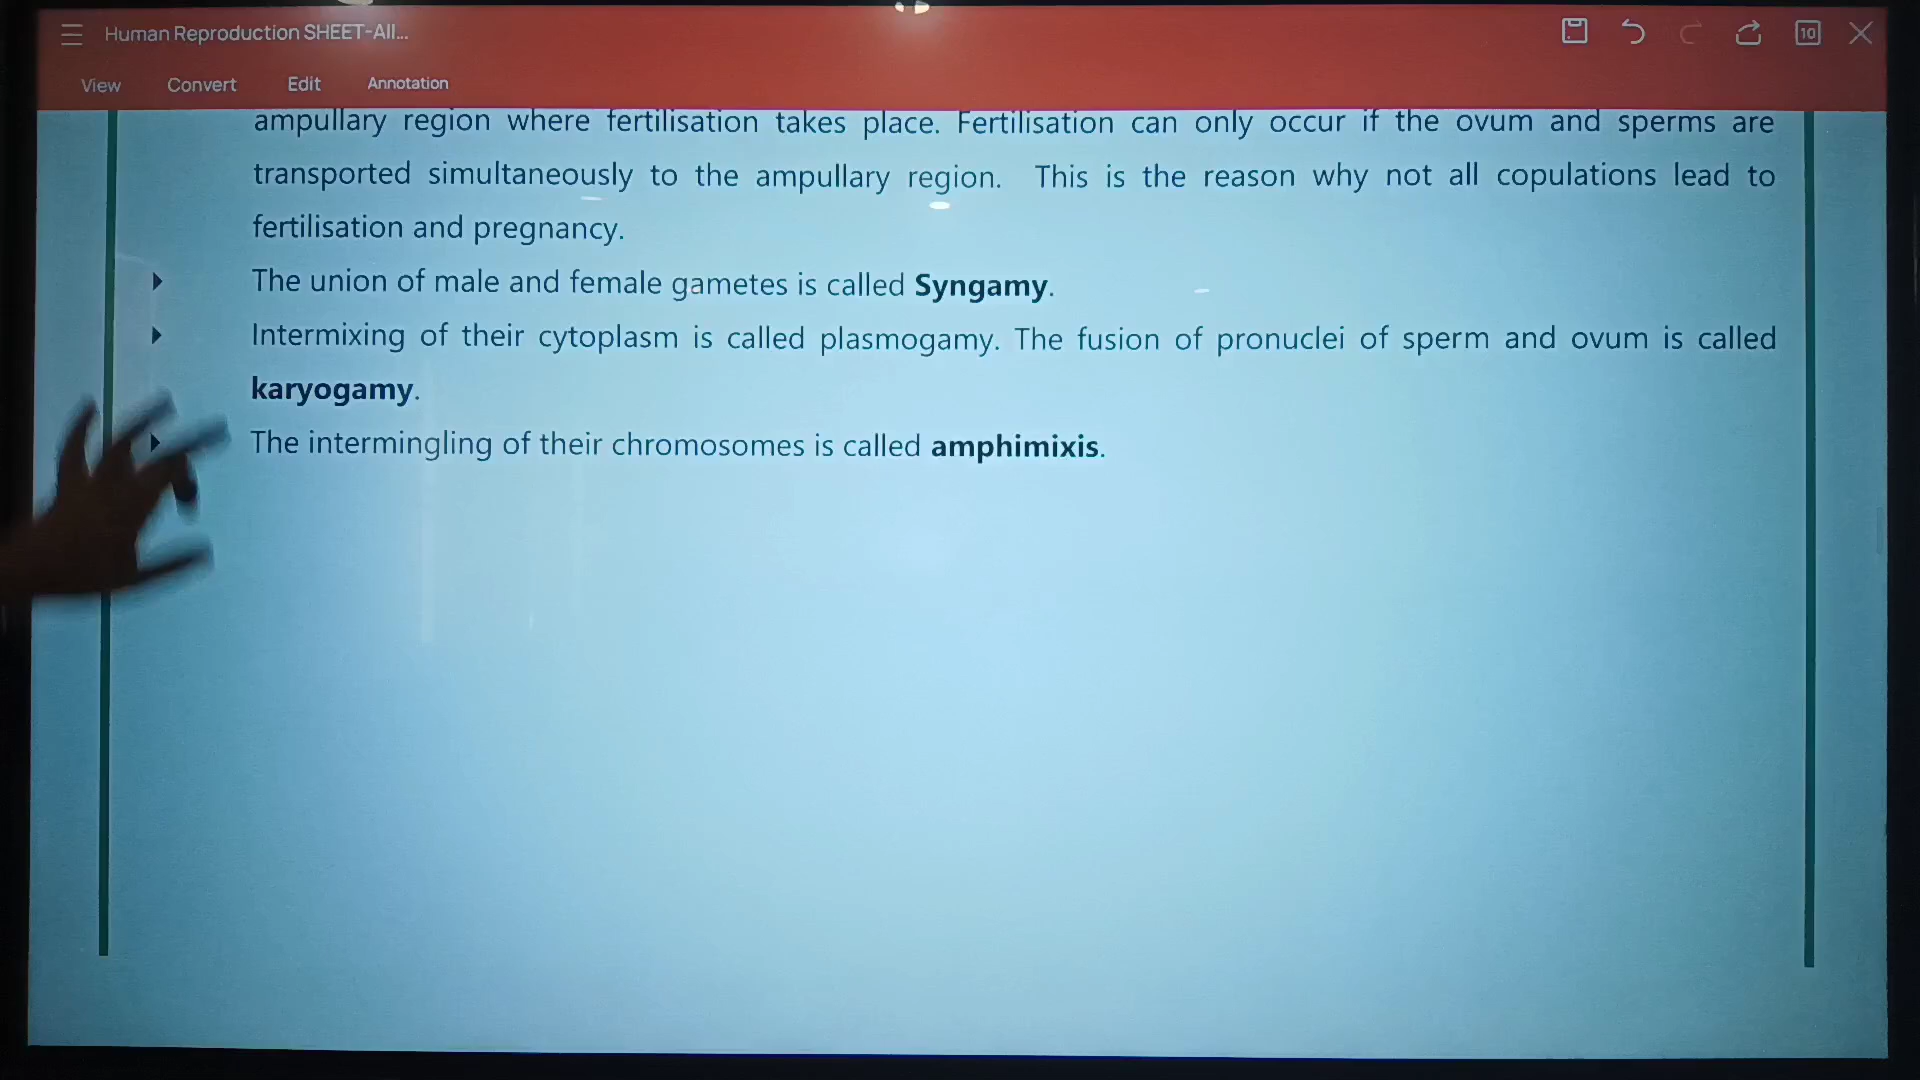 Human Reproduction SHEET-All...
10
View Convert Edit Annotation
ampullary region where fertilisation takes place. Fertilisation can only occur if the ovum and sperms are
transported simultaneously to the ampullary region. This is the reason why not all copulations lead to
fertilisation and pregnancy.
The union of male and female gametes is called Syngamy.
Intermixing of their cytoplasm is called plasmogamy. The fusion of pronuclei of sperm and ovum is called
karyogamy.
The intermingling of their chromosomes is called amphimixis.